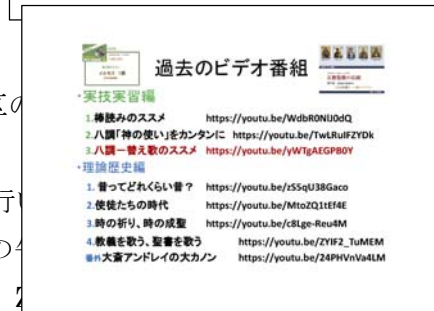 過去のビデオ番組
・実技実習編
1.棒読みのススメ https://youtu.be/WdbR0NlJ0dQ
2.八調「神の使い」をカンタンに https://youtu.be/TwLRulFZYDk
3.八調ー替え歌のススメ https://youtu.be/yWTgAEGPB0Y
・理論歴史編
1. 昔ってどれくらい昔？ https://youtu.be/zS5qU38Gaco
2.使徒たちの時代 https://youtu.be/MtoZQ1tEf4E
3.時の祈り、時の成聖 https://youtu.be/c8Lge-Reu4M
4.教義を歌う、聖書を歌う https://youtu.be/ZYIF2_TuMEM
番外大斎アンドレイの大カノン https://youtu.be/24PHVnVa4LM
の
行
の